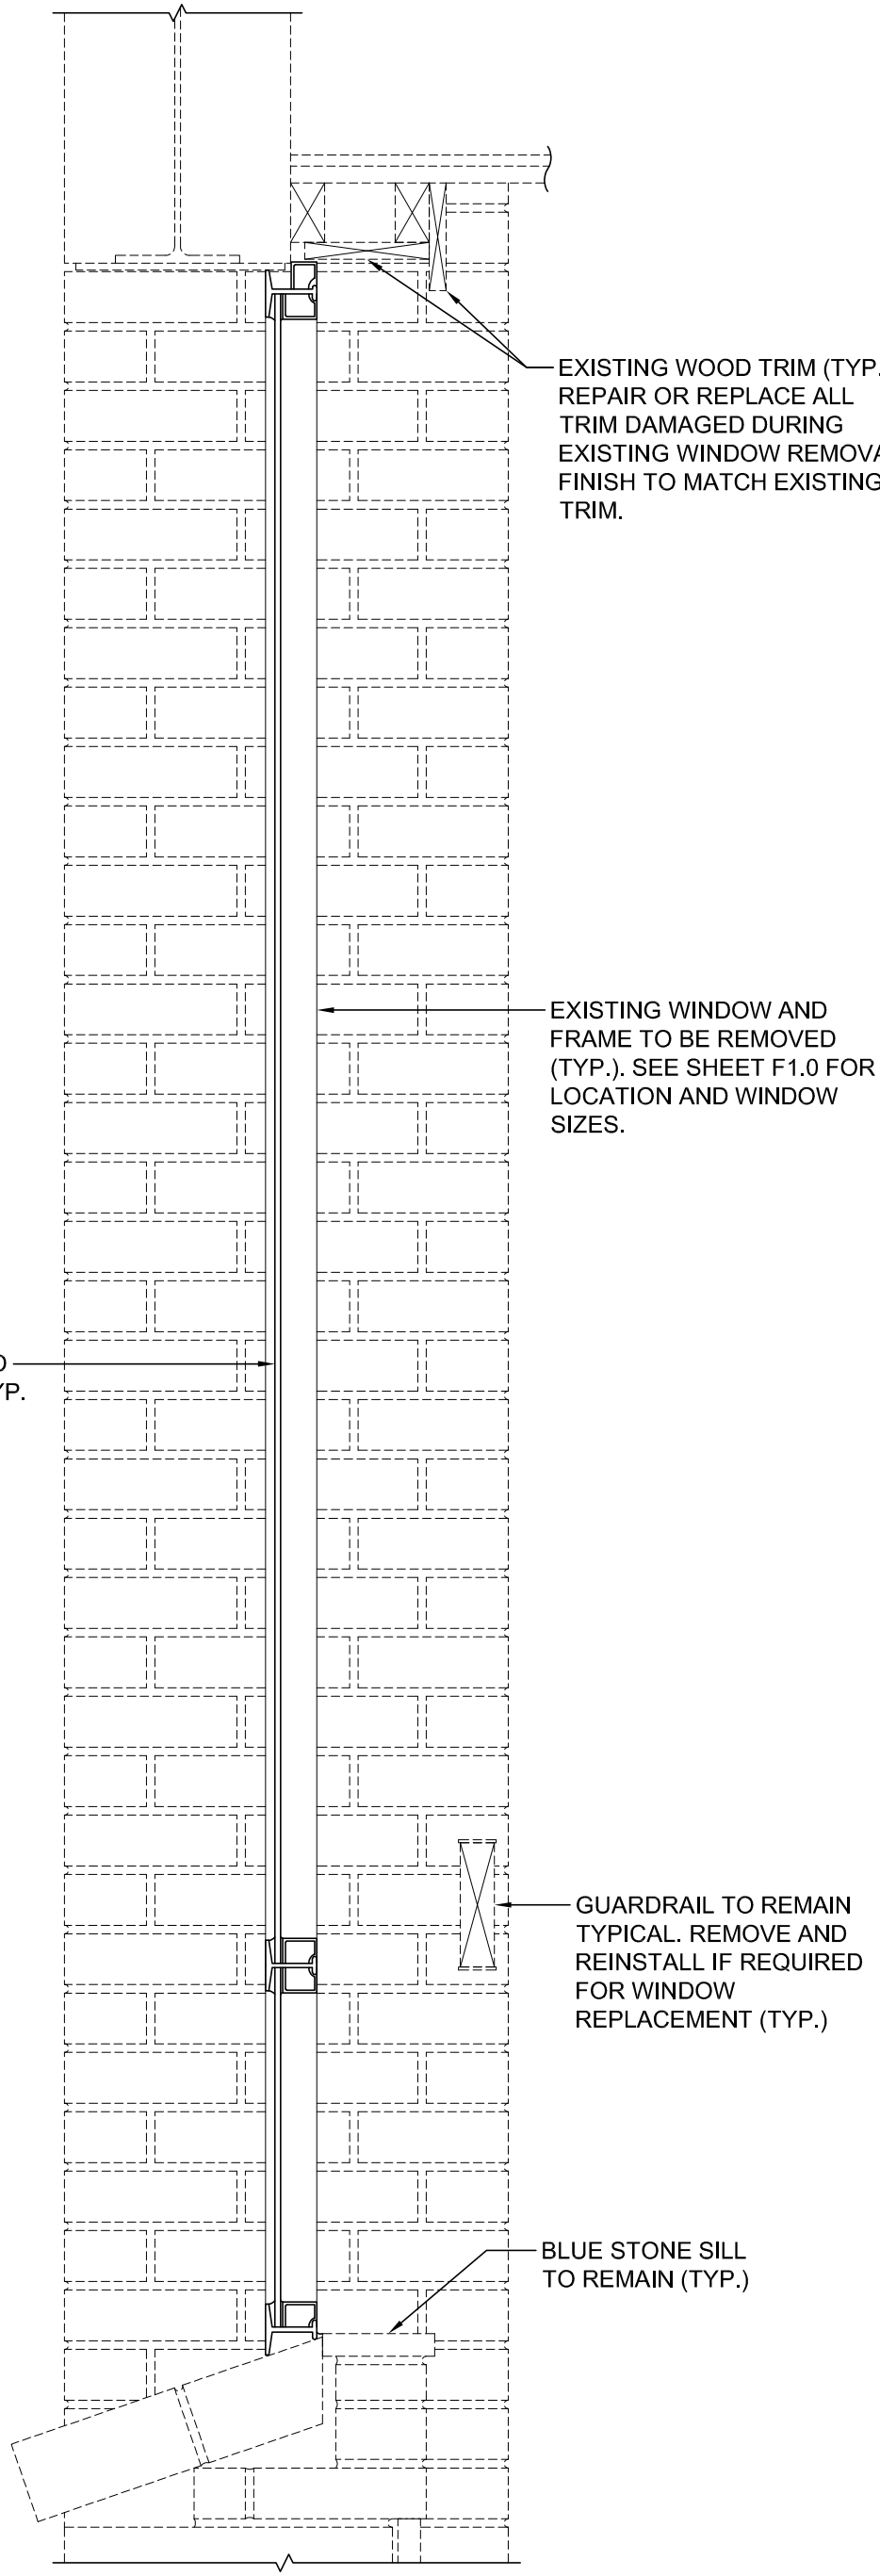 EXISTING WOOD TRIM (TYP.
REPAIR OR REPLACE ALL
TRIM DAMAGED DURING
EXISTING WINDOW REMOVA
FINISH TO MATCH EXISTING
TRIM.
EXISTING WINDOW AND
FRAME TO BE REMOVED
(TYP.). SEE SHEET F1.0 FOR
LOCATION AND WINDOW
SIZES.
YP.
GUARDRAIL TO REMAIN
TYPICAL. REMOVE AND
REINSTALL IF REQUIRED
FOR WINDOW
REPLACEMENT (TYP.)
BLUE STONE SILL
TO REMAIN (TYP.)